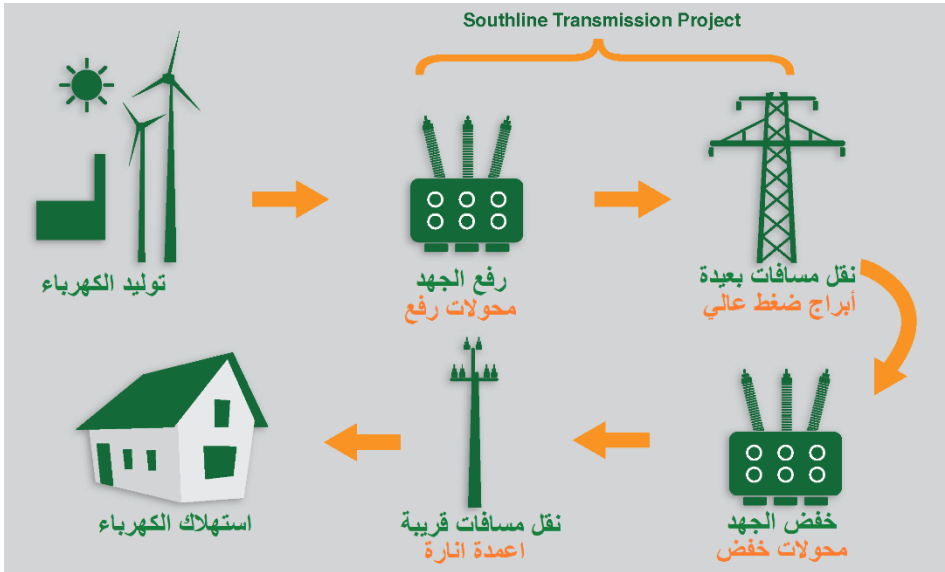 Southline Transmission Project
توليد الكهرباء
رفع الجهد
محولات رفع
نقل مسافات بعيدة
أبراج ضغط عالي
خفض الجهد
محولات خفض
نقل مسافات قريبة
اعمدة انارة
استهلاك الكهرباء